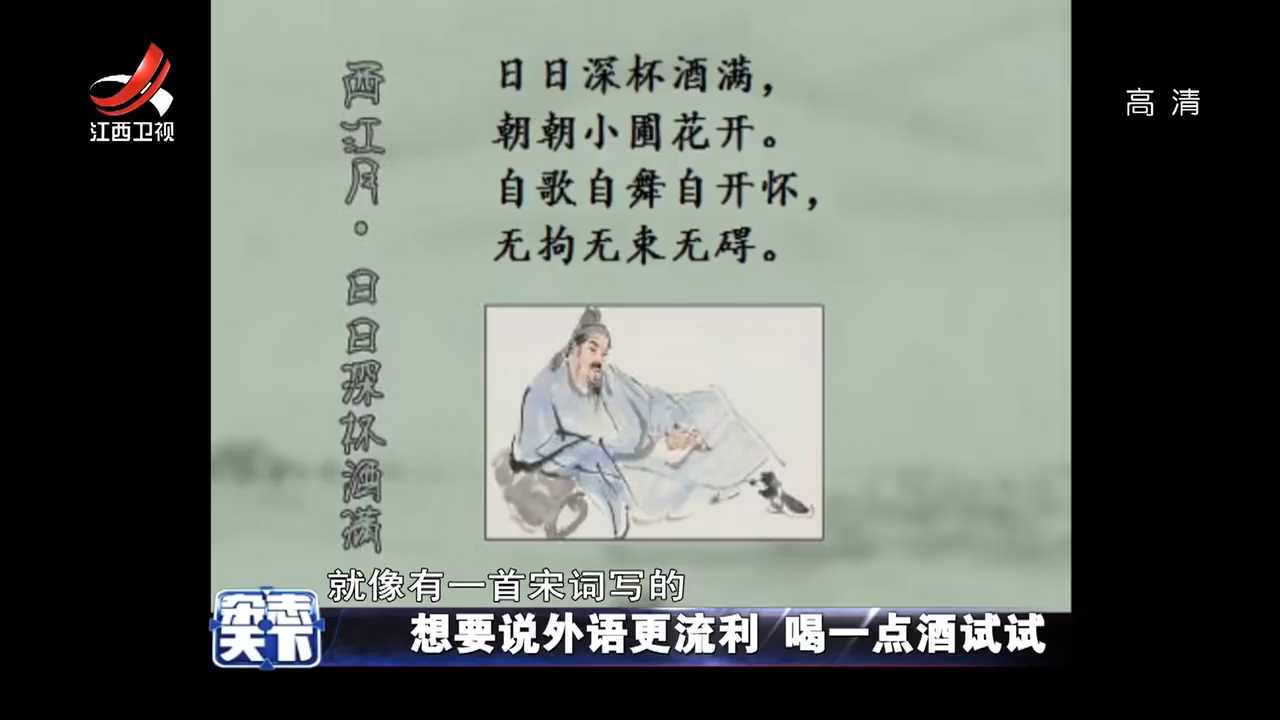 江西卫视
高清
西江月·日日深杯酒满
日日深杯酒满，
朝朝小圃花开。
自歌自舞自开怀，
无拘无束无碍。
就像有一首宋词写的
杂志天下
想要说外语更流利 喝一点酒试试